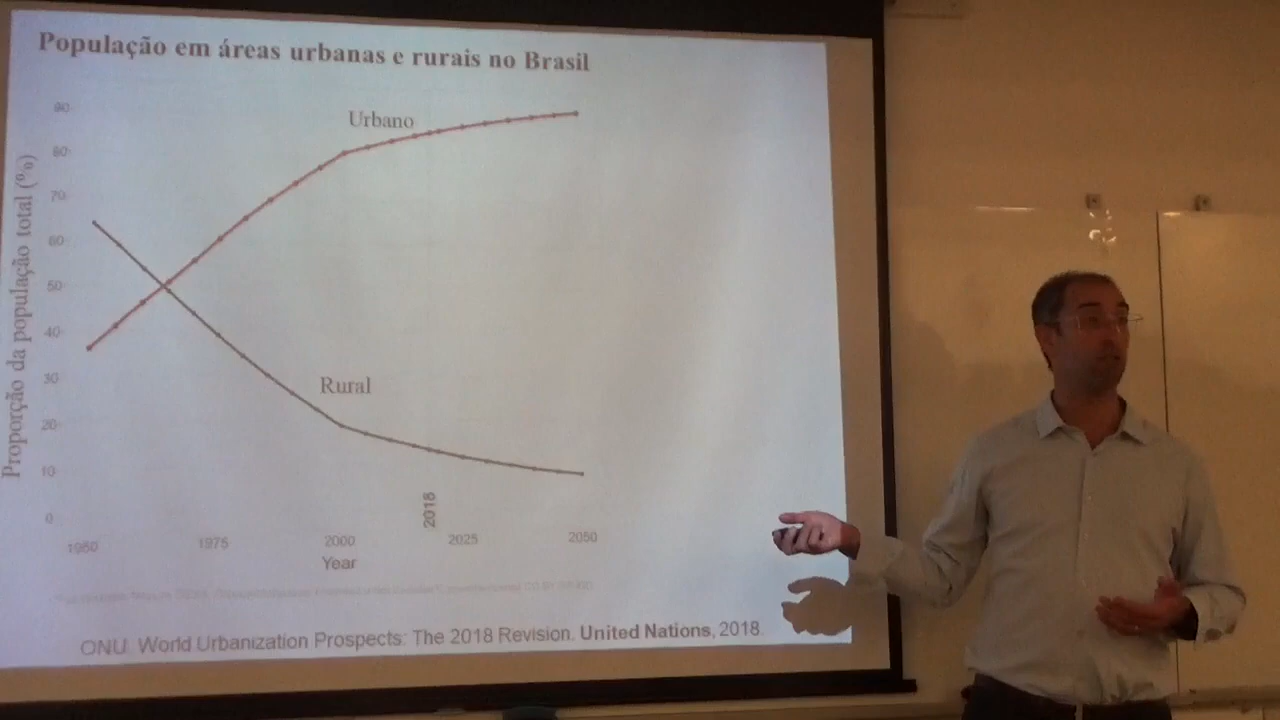 População em áreas urbanas e rurais no Brasil
Proporção da população total (%)
90
80
70
60
50
40
30
20
10
0
Urbano
Rural
2018
1950 1975 2000 2025 2050
Year
ONU. World Urbanization Prospects: The 2018 Revision. United Nations, 2018.